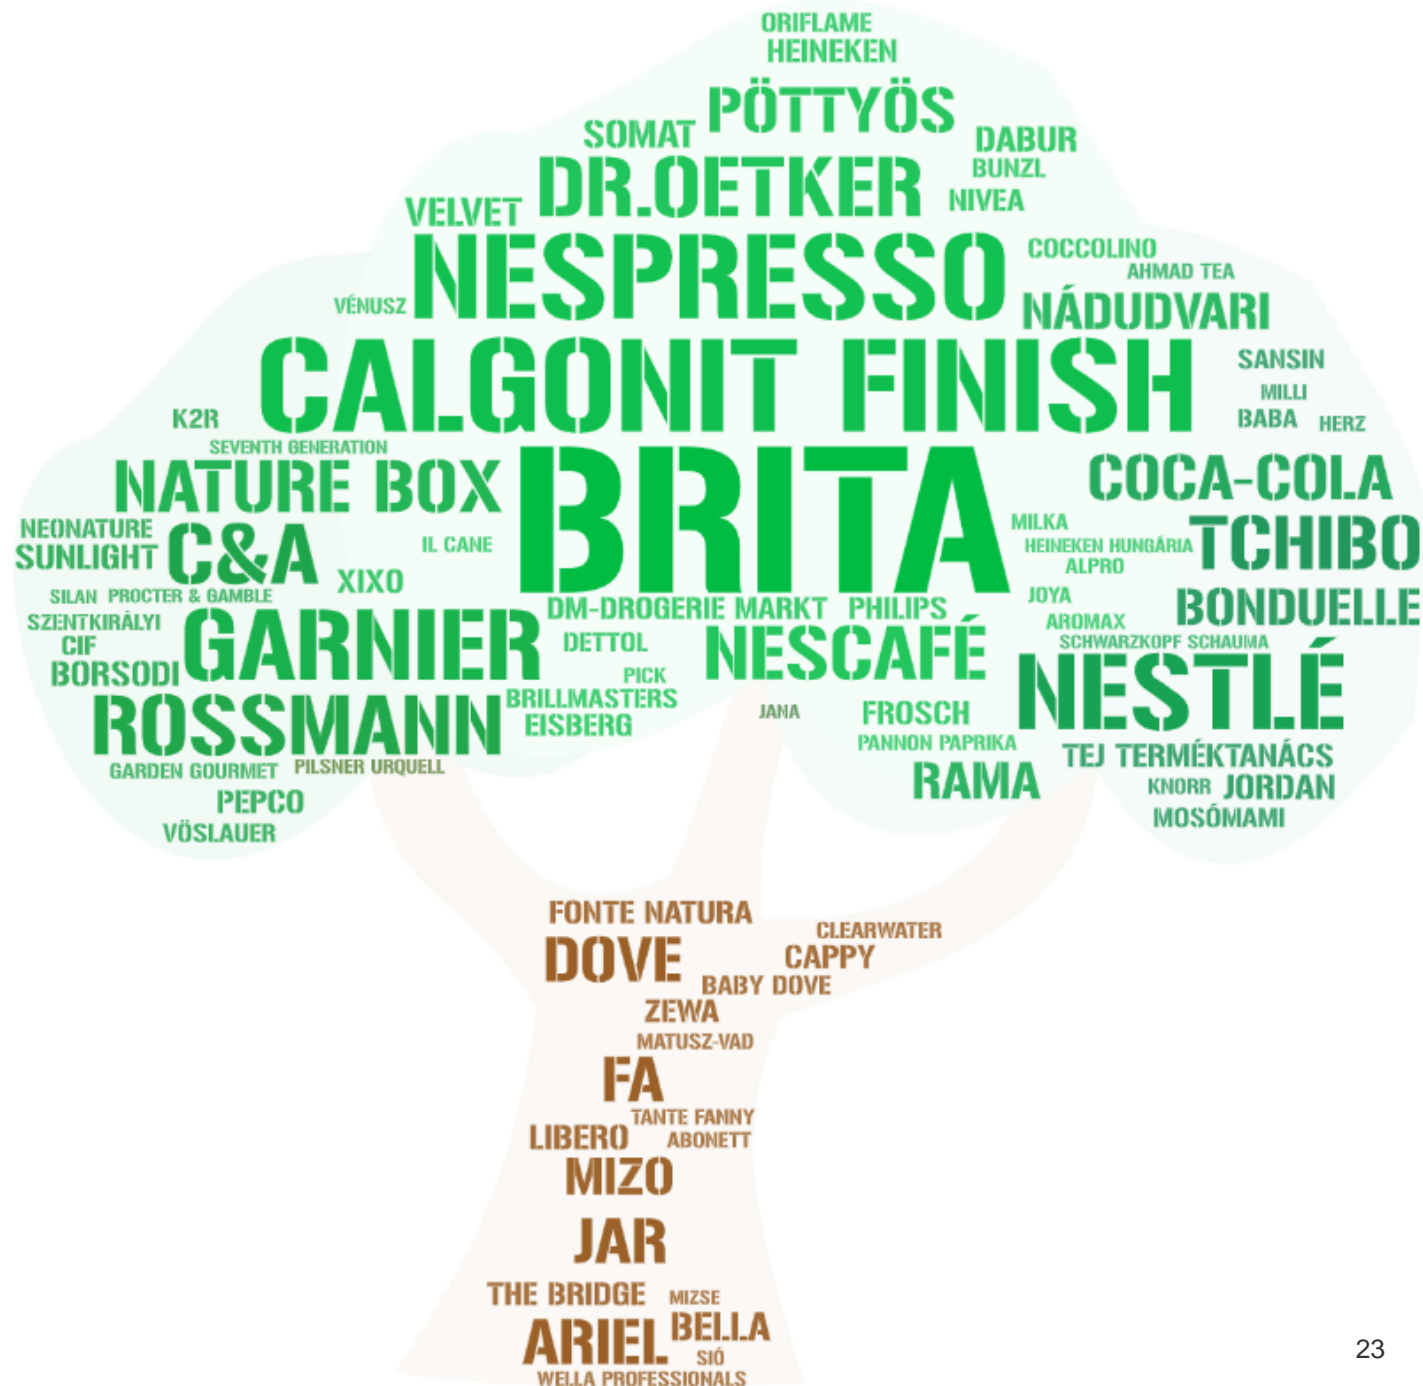 ORIFLAME
HEINEKEN
PÖTTYÖS
SOMAT
DABUR
DR.OETKER
BUNZL
NIVEA
VELVET
NESPRESSO
COCCOLINO
AHMAD TEA
VÉNUSZ
NÁDUDVARI
CALGONIT FINISH
SANSIN
MILLI
K2R
BABA
HERZ
SEVENTH GENERATION
NATURE BOX
BRITA
COCA-COLA
NEONATURE
MILKA
SUNLIGHT
C&A
IL CANE
HEINEKEN HUNGÁRIA
TCHIBO
ALPRO
XIXO
SILAN
PROCTER & GAMBLE
JOYA
DM-DROGERIE MARKT
PHILIPS
BONDUELLE
SZENTKIRÁLYI
AROMAX
CIF
GARNIER
DETTOL
NESCAFÉ
SCHWARZKOPF SCHAUMA
BORSODI
PICK
NESTLÉ
BRILLMASTERS
ROSSMANN
EISBERG
JANA
FROSCH
PANNON PAPRIKA
TEJ TERMÉKTANÁCS
GARDEN GOURMET
PILSNER URQUELL
RAMA
KNORR
JORDAN
PEPCO
MOSÓMAMI
VÖSLAUER
FONTE NATURA
CLEARWATER
DOVE
CAPPY
BABY DOVE
ZEWA
MATUSZ-VAD
FA
TANTE FANNY
LIBERO
ABONETT
MIZO
JAR
THE BRIDGE
MIZSE
BELLA
ARIEL
SIÓ
WELLA PROFESSIONALS
23